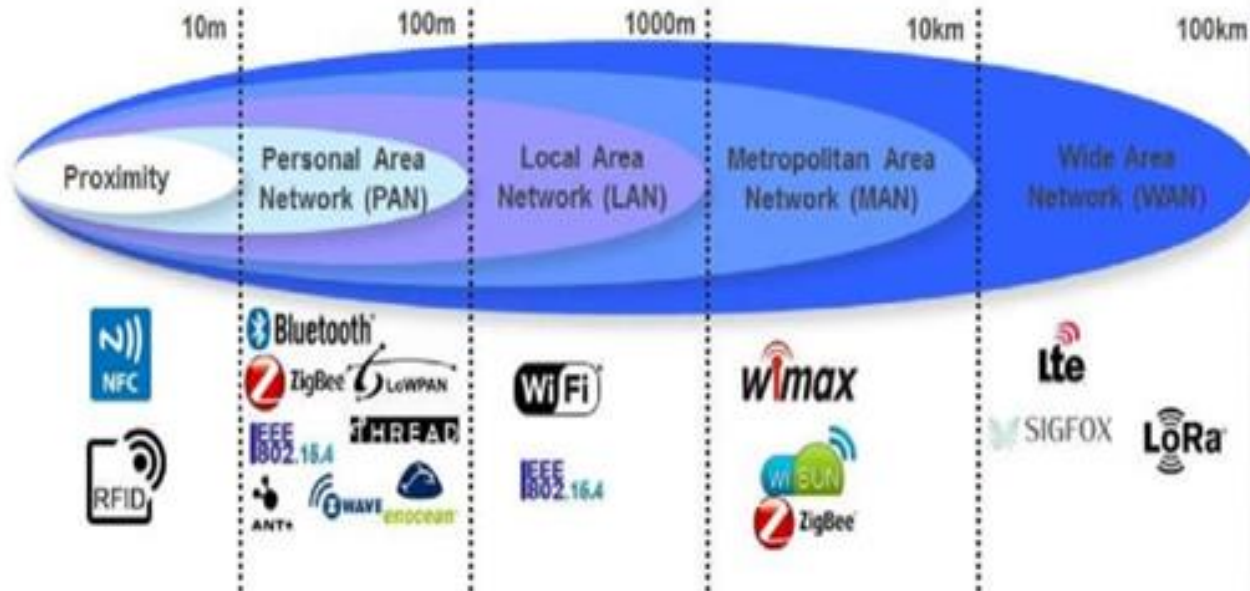 10m
100m
1000m
10km
100km
Proximity
Personal Area
Network (PAN)
Local Area
Network (LAN)
Metropolitan Area
Network (MAN)
Wide Area
Network (WAN)
NFC
RFID
Bluetooth
ZigBee
6LoWPAN
IEEE
802.15.4
THREAD
ANT+
ZWAVE
enocean
WiFi
IEEE
802.15.4
wimax
Wi SUN
ZigBee
Lte
SIGFOX
LoRa